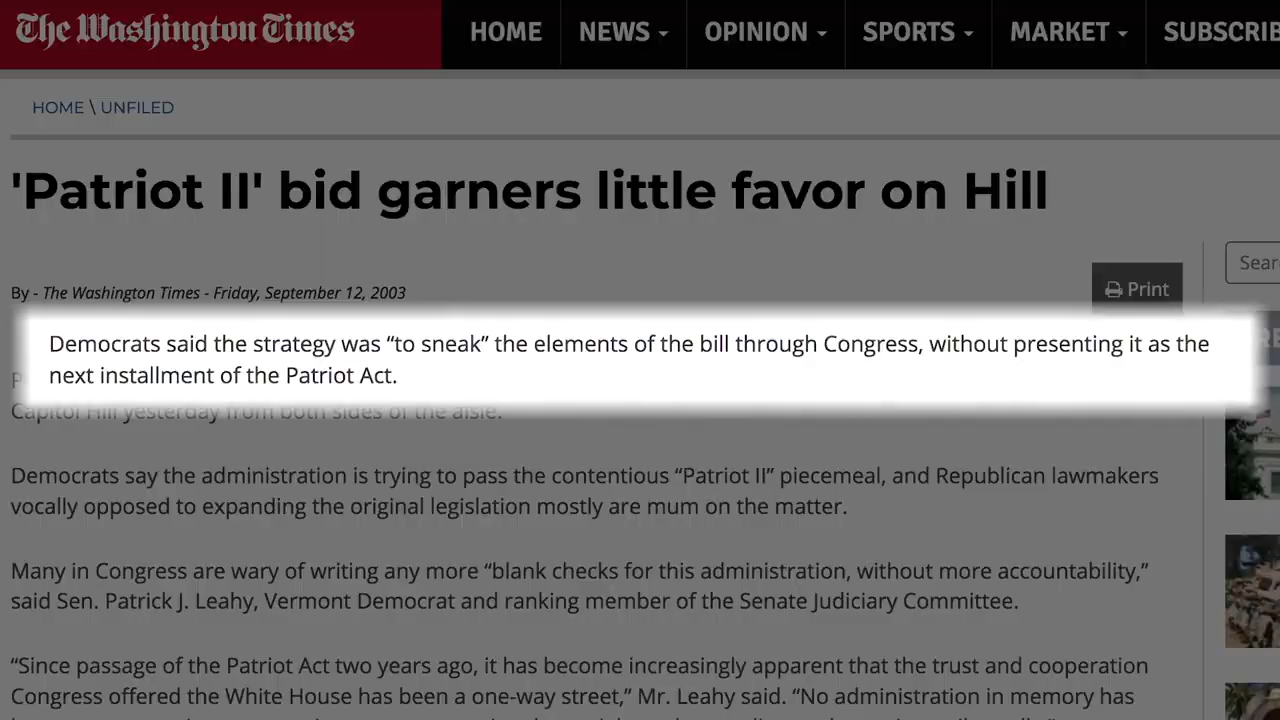 The Washington Times
HOME NEWS OPINION SPORTS MARKET SUBSCRIB
HOME \ UNFILED
'Patriot II' bid garners little favor on Hill
Sear
By - The Washington Times - Friday, September 12, 2003
Print
Democrats said the strategy was “to sneak” the elements of the bill through Congress, without presenting it as the
next installment of the Patriot Act.
Capitol Hill yesterday from both sides of the aisle.
Democrats say the administration is trying to pass the contentious “Patriot II” piecemeal, and Republican lawmakers
vocally opposed to expanding the original legislation mostly are mum on the matter.
Many in Congress are wary of writing any more “blank checks for this administration, without more accountability,”
said Sen. Patrick J. Leahy, Vermont Democrat and ranking member of the Senate Judiciary Committee.
“Since passage of the Patriot Act two years ago, it has become increasingly apparent that the trust and cooperation
Congress offered the White House has been a one-way street,” Mr. Leahy said. “No administration in memory has